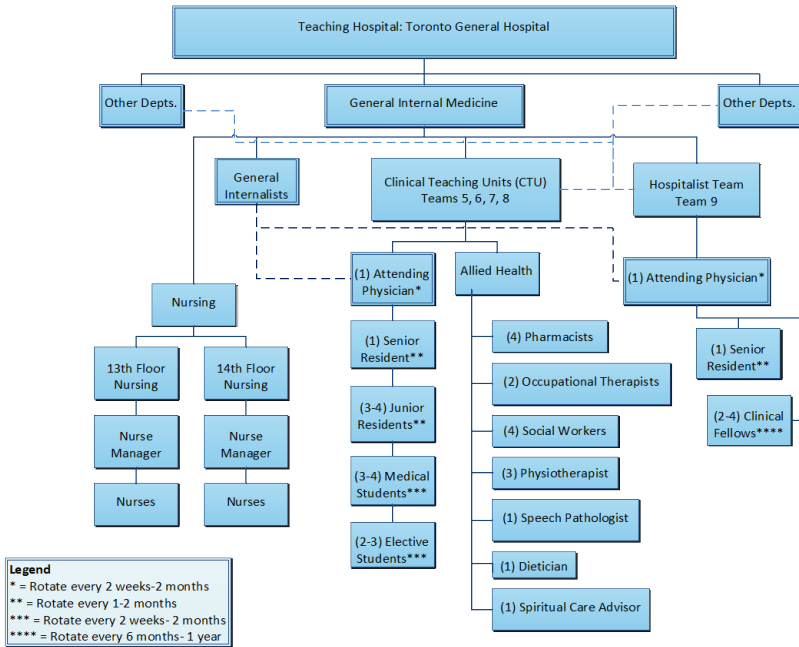 Teaching Hospital: Toronto General Hospital
Other Depts.
General Internal Medicine
Other Depts.
General
Internalists
Clinical Teaching Units (CTU)
Teams 5, 6, 7, 8
Hospitalist Team
Team 9
(1) Attending
Physician*
Allied Health
(1) Attending Physician*
Nursing
(1) Senior
Resident**
(4) Pharmacists
(1) Senior
Resident**
13th Floor
Nursing
14th Floor
Nursing
(3-4) Junior
Residents**
(2) Occupational Therapists
(2-4) Clinical
Fellows****
Nurse
Manager
Nurse
Manager
(4) Social Workers
(3-4) Medical
Students***
(3) Physiotherapist
Nurses
Nurses
(1) Speech Pathologist
(2-3) Elective
Students***
(1) Dietician
(1) Spiritual Care Advisor
Legend
* = Rotate every 2 weeks- 2 months
** = Rotate every 1-2 months
*** = Rotate every 2 weeks- 2 months
**** = Rotate every 6 months- 1 year